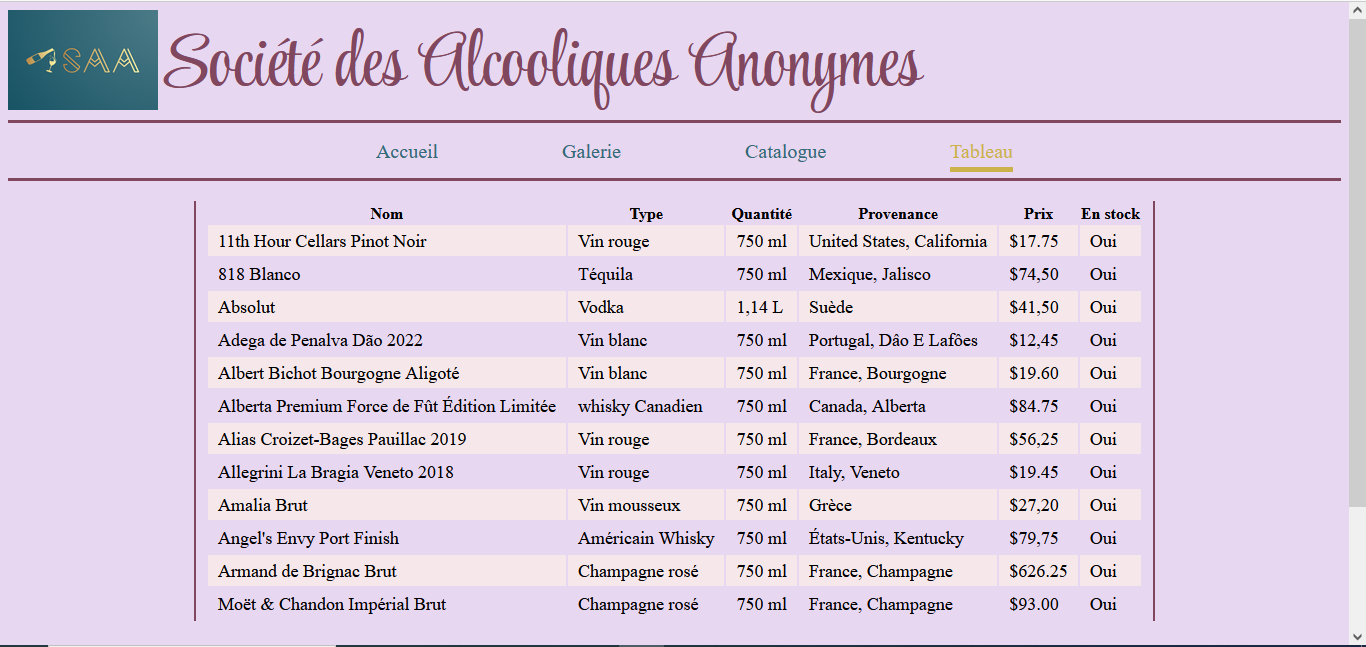 SAA Société des Alcooliques Anonymes
Accueil Galerie Catalogue Tableau
Nom Type Quantité Provenance Prix En stock
11th Hour Cellars Pinot Noir Vin rouge 750 ml United States, California $17.75 Oui
818 Blanco Téquila 750 ml Mexique, Jalisco $74,50 Oui
Absolut Vodka 1,14 L Suède $41,50 Oui
Adega de Penalva Dão 2022 Vin blanc 750 ml Portugal, Dâo E Lafôes $12,45 Oui
Albert Bichot Bourgogne Aligoté Vin blanc 750 ml France, Bourgogne $19.60 Oui
Alberta Premium Force de Fût Édition Limitée whisky Canadien 750 ml Canada, Alberta $84.75 Oui
Alias Croizet-Bages Pauillac 2019 Vin rouge 750 ml France, Bordeaux $56,25 Oui
Allegrini La Bragia Veneto 2018 Vin rouge 750 ml Italy, Veneto $19.45 Oui
Amalia Brut Vin mousseux 750 ml Grèce $27,20 Oui
Angel's Envy Port Finish Américain Whisky 750 ml États-Unis, Kentucky $79,75 Oui
Armand de Brignac Brut Champagne rosé 750 ml France, Champagne $626.25 Oui
Moët & Chandon Impérial Brut Champagne rosé 750 ml France, Champagne $93.00 Oui